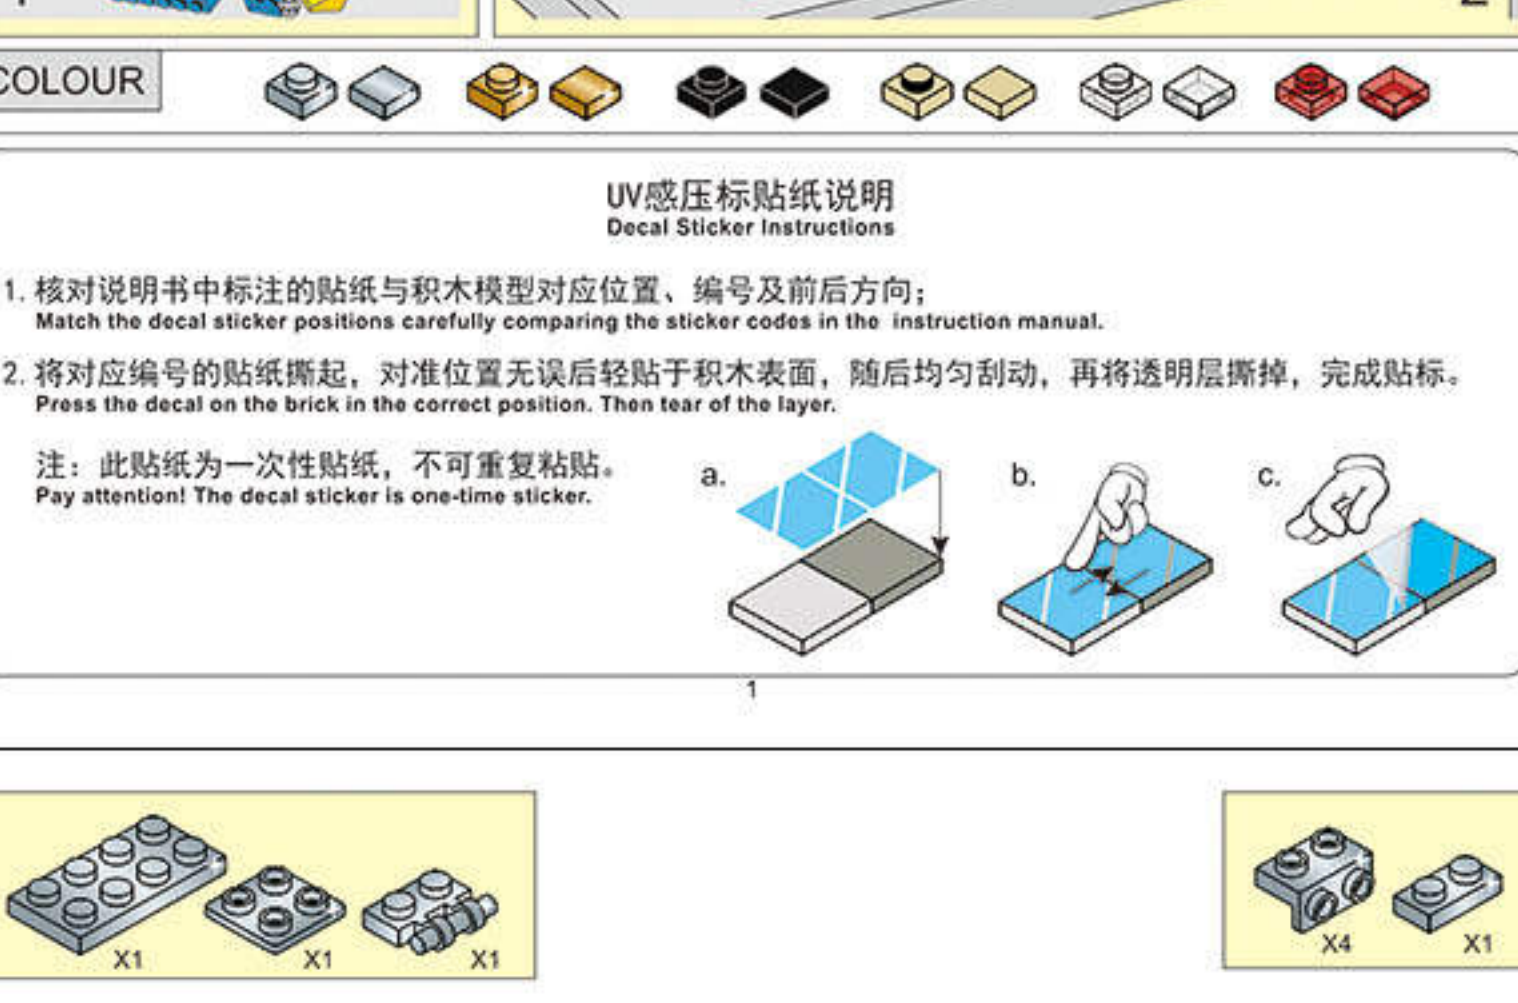 COLOUR
UV感压标贴纸说明
Decal Sticker Instructions
1. 核对说明书中标注的贴纸与积木模型对应位置、编号及前后方向;
Match the decal sticker positions carefully comparing the sticker codes in the instruction manual.
2. 将对应编号的贴纸撕起，对准位置无误后轻贴于积木表面，随后均匀刮动，再将透明层撕掉，完成贴标。
Press the decal on the brick in the correct position. Then tear of the layer.
注：此贴纸为一次性贴纸，不可重复粘贴。
Pay attention! The decal sticker is one-time sticker.
a. b. c.
1
X1 X1 X1 X4 X1